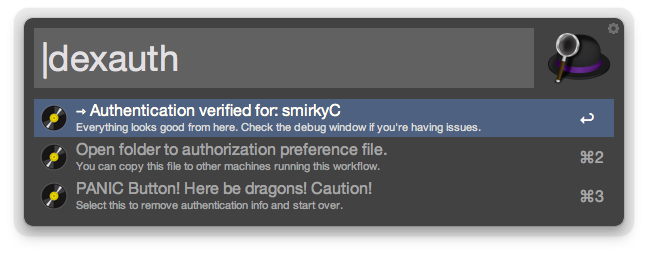 dexauth
→ Authentication verified for: smirkyC
Everything looks good from here. Check the debug window if you're having issues.
↩
Open folder to authorization preference file.
You can copy this file to other machines running this workflow.
⌘2
PANIC Button! Here be dragons! Caution!
Select this to remove authentication info and start over.
⌘3